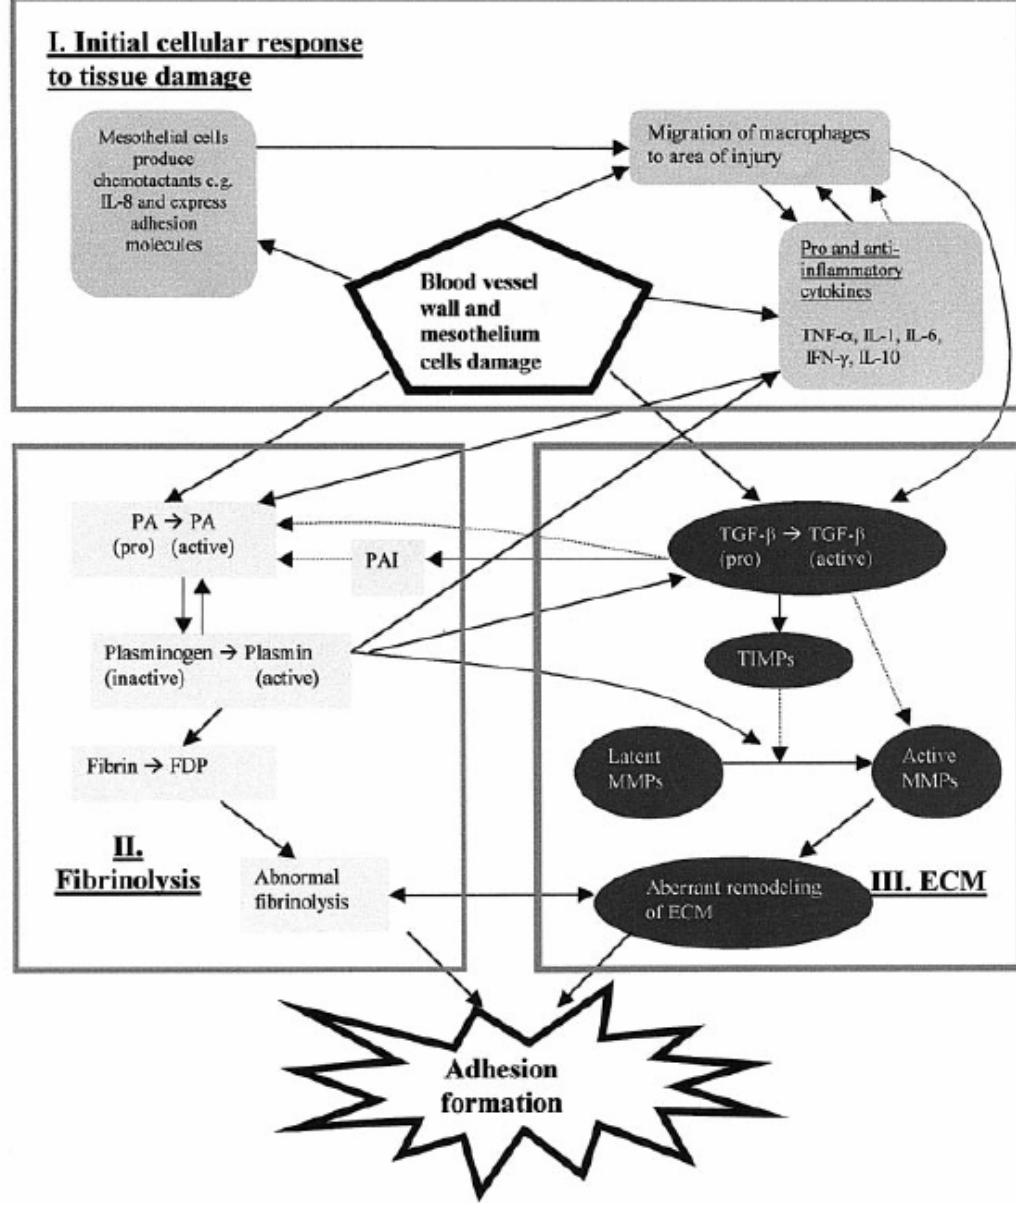 I. Initial cellular response
to tissue damage
Mesothelial cells
produce
chemotactants e.g.
IL-8 and express
adhesion
molecules
Migration of macrophages
to area of injury
Pro and anti-
inflammatory
cytokines
TNF-α, IL-1, IL-6,
IFN-γ, IL-10
Blood vessel
wall and
mesothelium
cells damage
PA → PA
(pro) (active)
PAI
TGF-β → TGF-β
(pro) (active)
Plasminogen → Plasmin
(inactive) (active)
TIMPs
Fibrin → FDP
Latent
MMPs
Active
MMPs
II.
Fibrinolysis
Abnormal
fibrinolysis
Aberrant remodeling
of ECM
III. ECM
Adhesion
formation